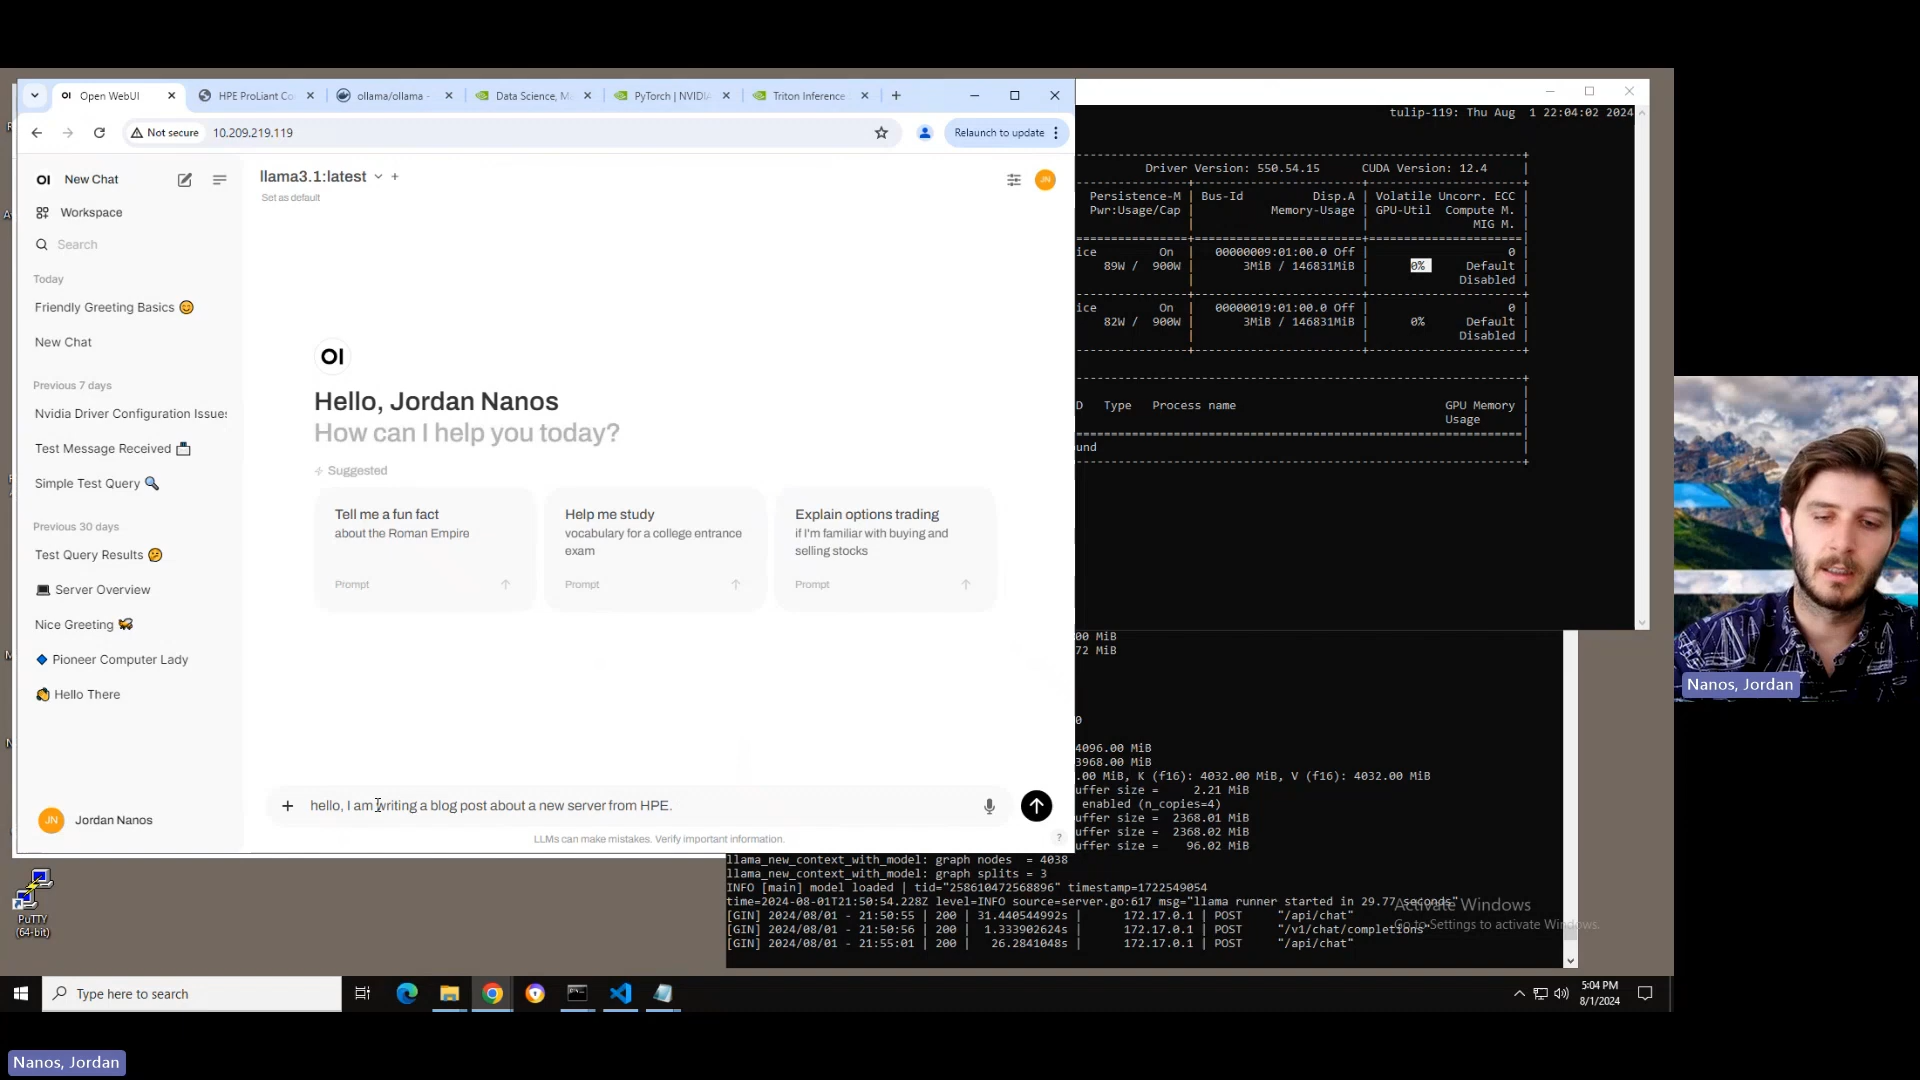 Open WebUI
HPE ProLiant Co
ollama/ollama -
Data Science, M
PyTorch | NVIDIA
Triton Inference
Not secure
10.209.219.119
Relaunch to update
OI New Chat
Workspace
Search
Today
Friendly Greeting Basics
New Chat
Previous 7 days
Nvidia Driver Configuration Issues
Test Message Received
Simple Test Query
Previous 30 days
Test Query Results
Server Overview
Nice Greeting
Pioneer Computer Lady
Hello There
JN Jordan Nanos
llama3.1:latest
Set as default
JN
OI
Hello, Jordan Nanos
How can I help you today?
Suggested
Tell me a fun fact
about the Roman Empire
Prompt
Help me study
vocabulary for a college entrance
exam
Prompt
Explain options trading
if I'm familiar with buying and
selling stocks
Prompt
hello, I am writing a blog post about a new server from HPE.
LLMs can make mistakes. Verify important information.
?
tulip-119: Thu Aug 1 22:04:02 2024
Driver Version: 550.54.15 CUDA Version: 12.4
Persistence-M | Bus-Id Disp.A | Volatile Uncorr. ECC
Pwr:Usage/Cap | Memory-Usage | GPU-Util Compute M.
MIG M.
ice On | 00000009:01:00.0 Off | 0
89W / 900W | 3MiB / 146831MiB | 0% Default
Disabled
ice On | 00000019:01:00.0 Off | 0
82W / 900W | 3MiB / 146831MiB | 0% Default
Disabled
D Type Process name GPU Memory
Usage
und
00 MiB
72 MiB
0
4096.00 MiB
3968.00 MiB
.00 MiB, K (f16): 4032.00 MiB, V (f16): 4032.00 MiB
uffer size = 2.21 MiB
enabled (n_copies=4)
uffer size = 2368.01 MiB
uffer size = 2368.02 MiB
uffer size = 96.02 MiB
llama_new_context_with_model: graph nodes = 4038
llama_new_context_with_model: graph splits = 3
INFO [main] model loaded | tid="258610472568896" timestamp=1722549054
time=2024-08-01T21:50:54.228Z level=INFO source=server.go:617 msg="llama runner started in 29.77 seconds"
[GIN] 2024/08/01 - 21:50:55 | 200 | 31.440544992s | 172.17.0.1 | POST "/api/chat"
[GIN] 2024/08/01 - 21:50:56 | 200 | 1.333902624s | 172.17.0.1 | POST "/v1/chat/completions"
[GIN] 2024/08/01 - 21:55:01 | 200 | 26.2841048s | 172.17.0.1 | POST "/api/chat"
Activate Windows
Go to Settings to activate Windows.
PuTTY
(64-bit)
Type here to search
5:04 PM
8/1/2024
Nanos, Jordan
Nanos, Jordan